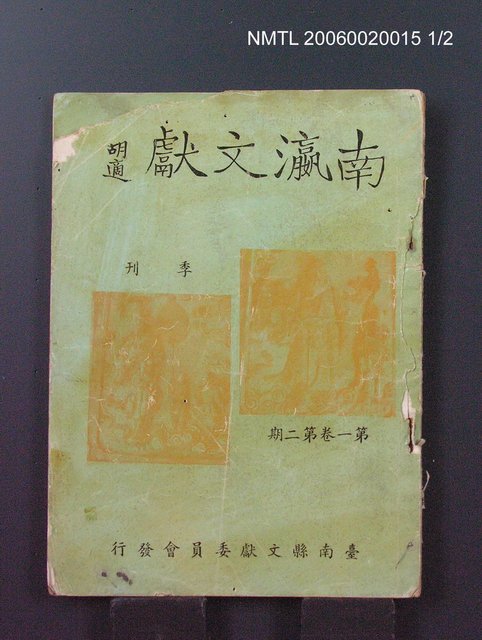 NMTL 20060020015 1/2
南瀛文獻
胡適
季刊
第一卷第二期
臺南縣文獻委員會發行